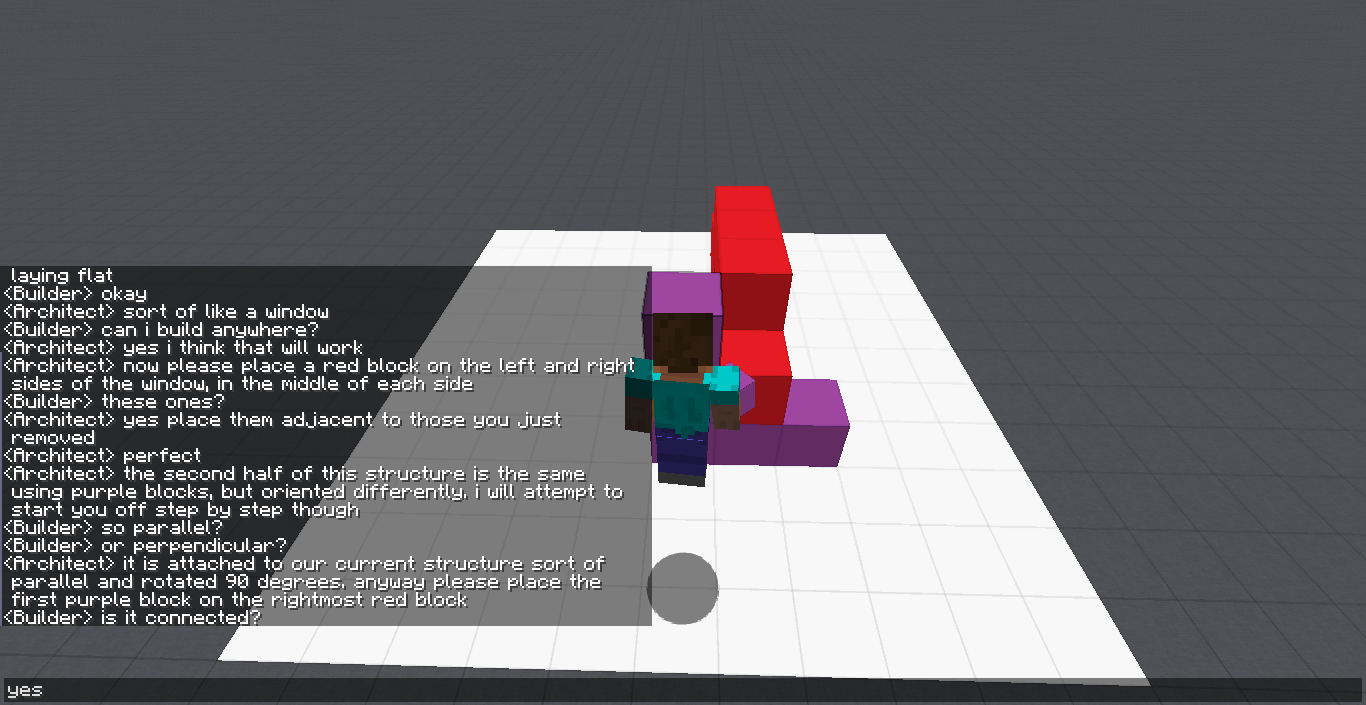 laying flat
<Builder> okay
<Architect> sort of like a window
<Builder> can i build anywhere?
<Architect> yes i think that will work
<Architect> now please place a red block on the left and right
sides of the window, in the middle of each side
<Builder> these ones?
<Architect> yes place them adjacent to those you just
removed
<Architect> perfect
<Architect> the second half of this structure is the same
using purple blocks, but oriented differently. i will attempt to
start you off step by step though
<Builder> so parallel?
<Builder> or perpendicular?
<Architect> it is attached to our current structure sort of
parallel and rotated 90 degrees. anyway please place the
first purple block on the rightmost red block
<Builder> is it connected?
yes